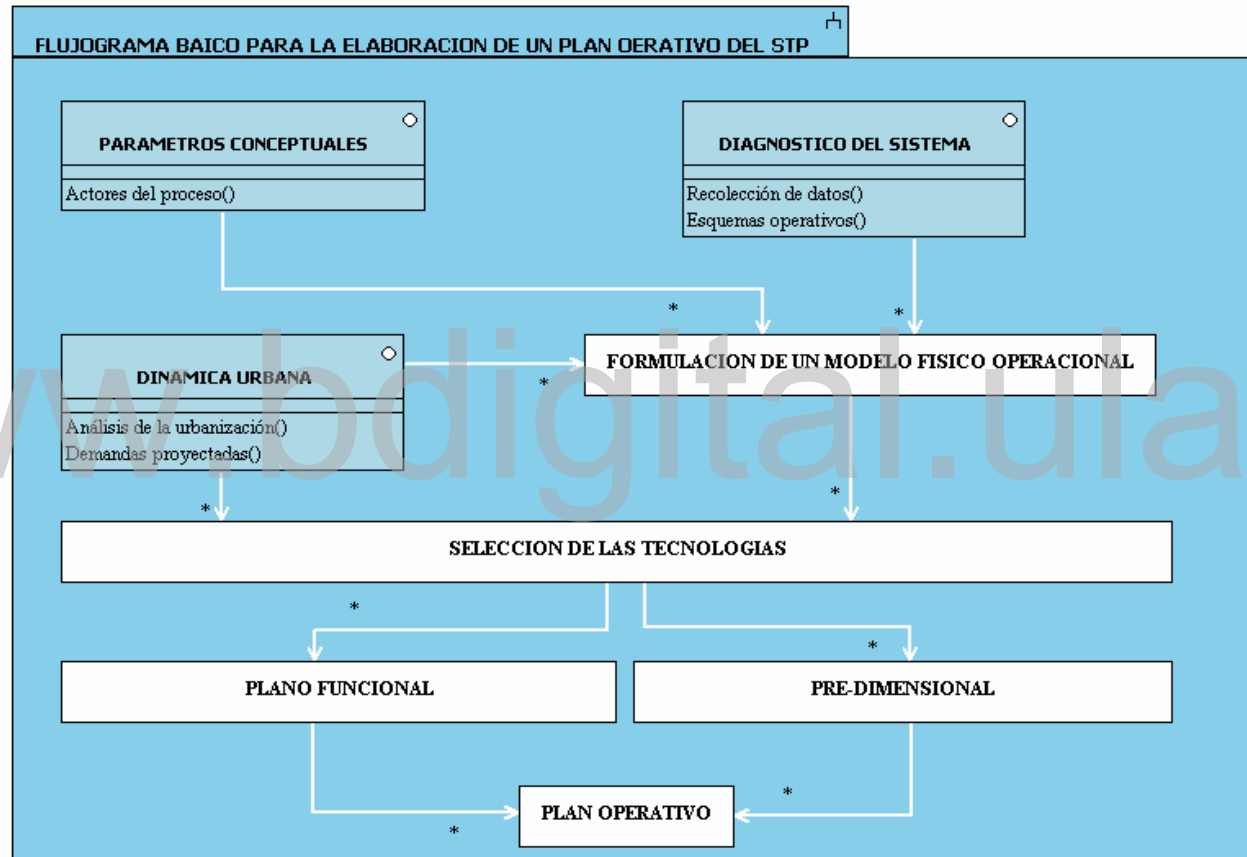 FLUJOGRAMA BAICO PARA LA ELABORACION DE UN PLAN OERATIVO DEL STP
PARAMETROS CONCEPTUALES
Actores del proceso()
DIAGNOSTICO DEL SISTEMA
Recolección de datos()
Esquemas operativos()
*
*
DINAMICA URBANA
Análisis de la urbanización()
Demandas proyectadas()
FORMULACION DE UN MODELO FISICO OPERACIONAL
*
www.bdigital.ula
*
*
SELECCION DE LAS TECNOLOGIAS
*
*
PLANO FUNCIONAL
PRE-DIMENSIONAL
*
PLAN OPERATIVO
*